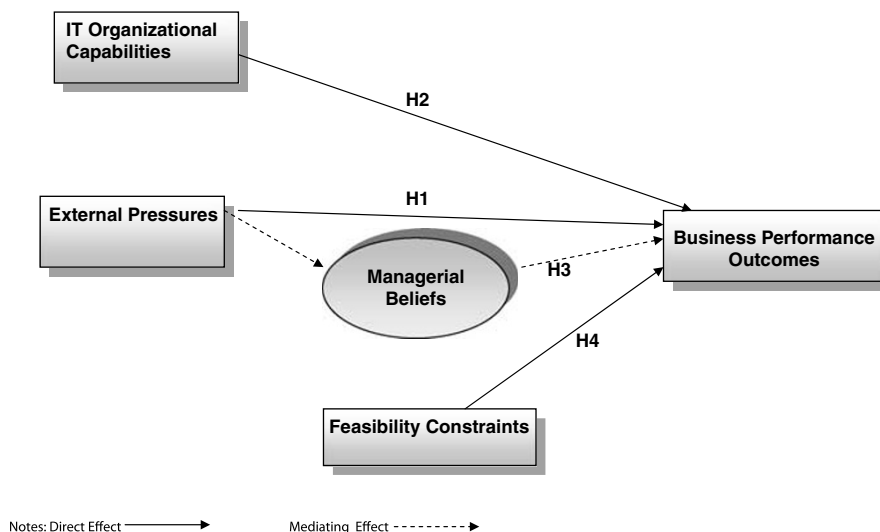 IT Organizational
Capabilities
H2
External Pressures
H1
Business Performance
Outcomes
Managerial
Beliefs
H3
H4
Feasibility Constraints
Notes: Direct Effect
Mediating Effect